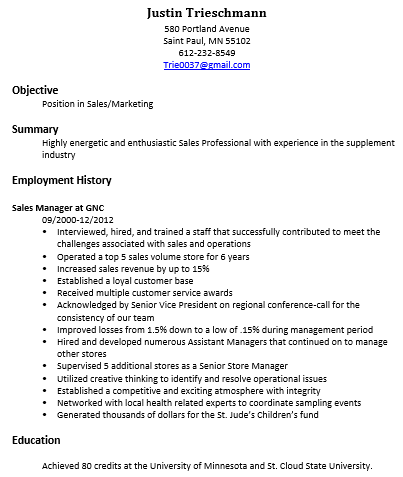 Justin Trieschmann
580 Portland Avenue
Saint Paul, MN 55102
612-232-8549
Trie0037@gmail.com
Objective
Position in Sales/Marketing
Summary
Highly energetic and enthusiastic Sales Professional with experience in the supplement
industry
Employment History
Sales Manager at GNC
09/2000-12/2012
• Interviewed, hired, and trained a staff that successfully contributed to meet the
challenges associated with sales and operations
• Operated a top 5 sales volume store for 6 years
• Increased sales revenue by up to 15%
• Established a loyal customer base
• Received multiple customer service awards
• Acknowledged by Senior Vice President on regional conference-call for the
consistency of our team
• Improved losses from 1.5% down to a low of .15% during management period
• Hired and developed numerous Assistant Managers that continued on to manage
other stores
• Supervised 5 additional stores as a Senior Store Manager
• Utilized creative thinking to identify and resolve operational issues
• Established a competitive and exciting atmosphere with integrity
• Networked with local health related experts to coordinate sampling events
• Generated thousands of dollars for the St. Jude's Children's fund
Education
Achieved 80 credits at the University of Minnesota and St. Cloud State University.